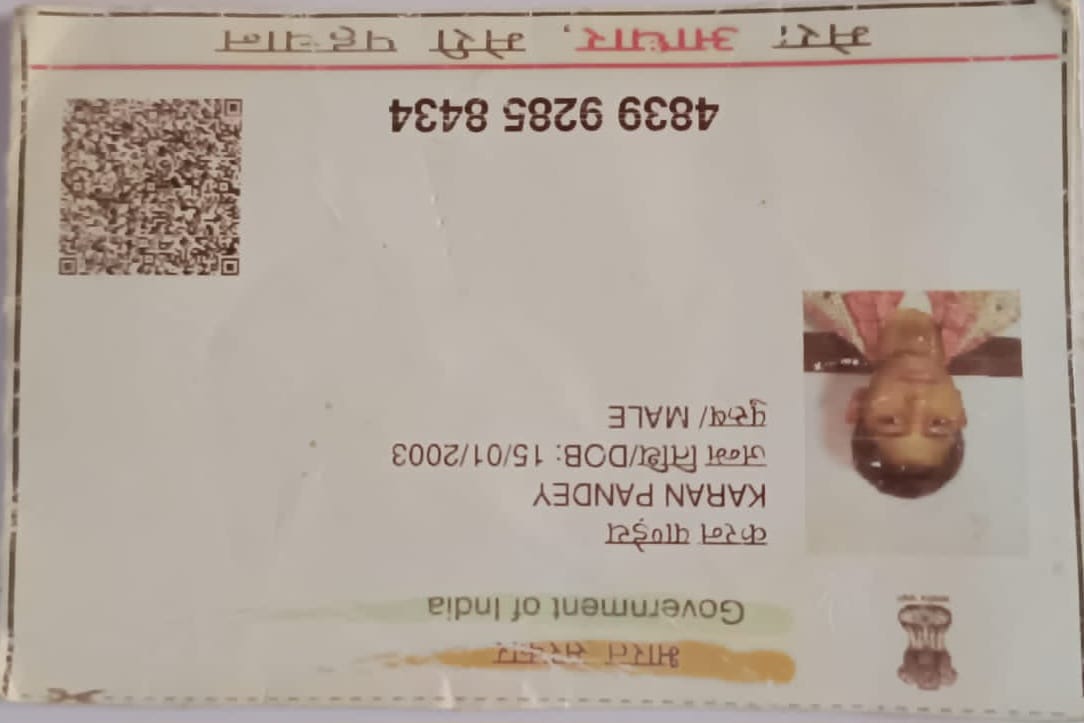 भारत सरकार
Government of India
करन पाण्डेय
KARAN PANDEY
जन्म तिथि/DOB: 15/01/2003
पुरुष/ MALE
4839 9285 8434
मेरा आधार, मेरी पहचान